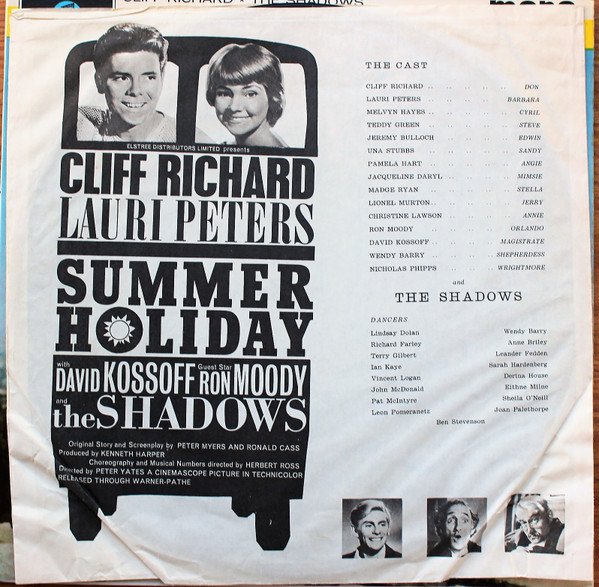 CLIFF RICHARD * THE SHADOWS
mono
ELSTREE DISTRIBUTORS LIMITED presents
CLIFF RICHARD
LAURI PETERS
SUMMER
HOLIDAY
with DAVID KOSSOFF Guest Star RON MOODY
and the SHADOWS
Original Story and Screenplay by PETER MYERS AND RONALD CASS
Produced by KENNETH HARPER
Choreography and Musical Numbers directed by HERBERT ROSS
Directed by PETER YATES A CINEMASCOPE PICTURE IN TECHNICOLOR
RELEASED THROUGH WARNER-PATHE
THE CAST
CLIFF RICHARD .. .. .. .. .. DON
LAURI PETERS .. .. .. .. BARBARA
MELVYN HAYES .. .. .. .. CYRIL
TEDDY GREEN .. .. .. .. STEVE
JEREMY BULLOCH .. .. .. EDWIN
UNA STUBBS .. .. .. .. SANDY
PAMELA HART .. .. .. .. ANGIE
JACQUELINE DARYL .. .. .. MIMSIE
MADGE RYAN .. .. .. .. STELLA
LIONEL MURTON .. .. .. .. JERRY
CHRISTINE LAWSON .. .. .. ANNIE
RON MOODY .. .. .. .. ORLANDO
DAVID KOSSOFF .. .. .. MAGISTRATE
WENDY BARRY .. .. .. SHEPHERDESS
NICHOLAS PHIPPS .. .. WRIGHTMORE
and
THE SHADOWS
DANCERS
Lindsay Dolan Wendy Barry
Richard Farley Anne Briley
Terry Gilbert Leander Fedden
Ian Kaye Sarah Hardenberg
Vincent Logan Dorina House
John McDonald Eithne Milne
Pat McIntyre Sheila O'Neill
Leon Pomeranetz Joan Palethorpe
Ben Stevenson